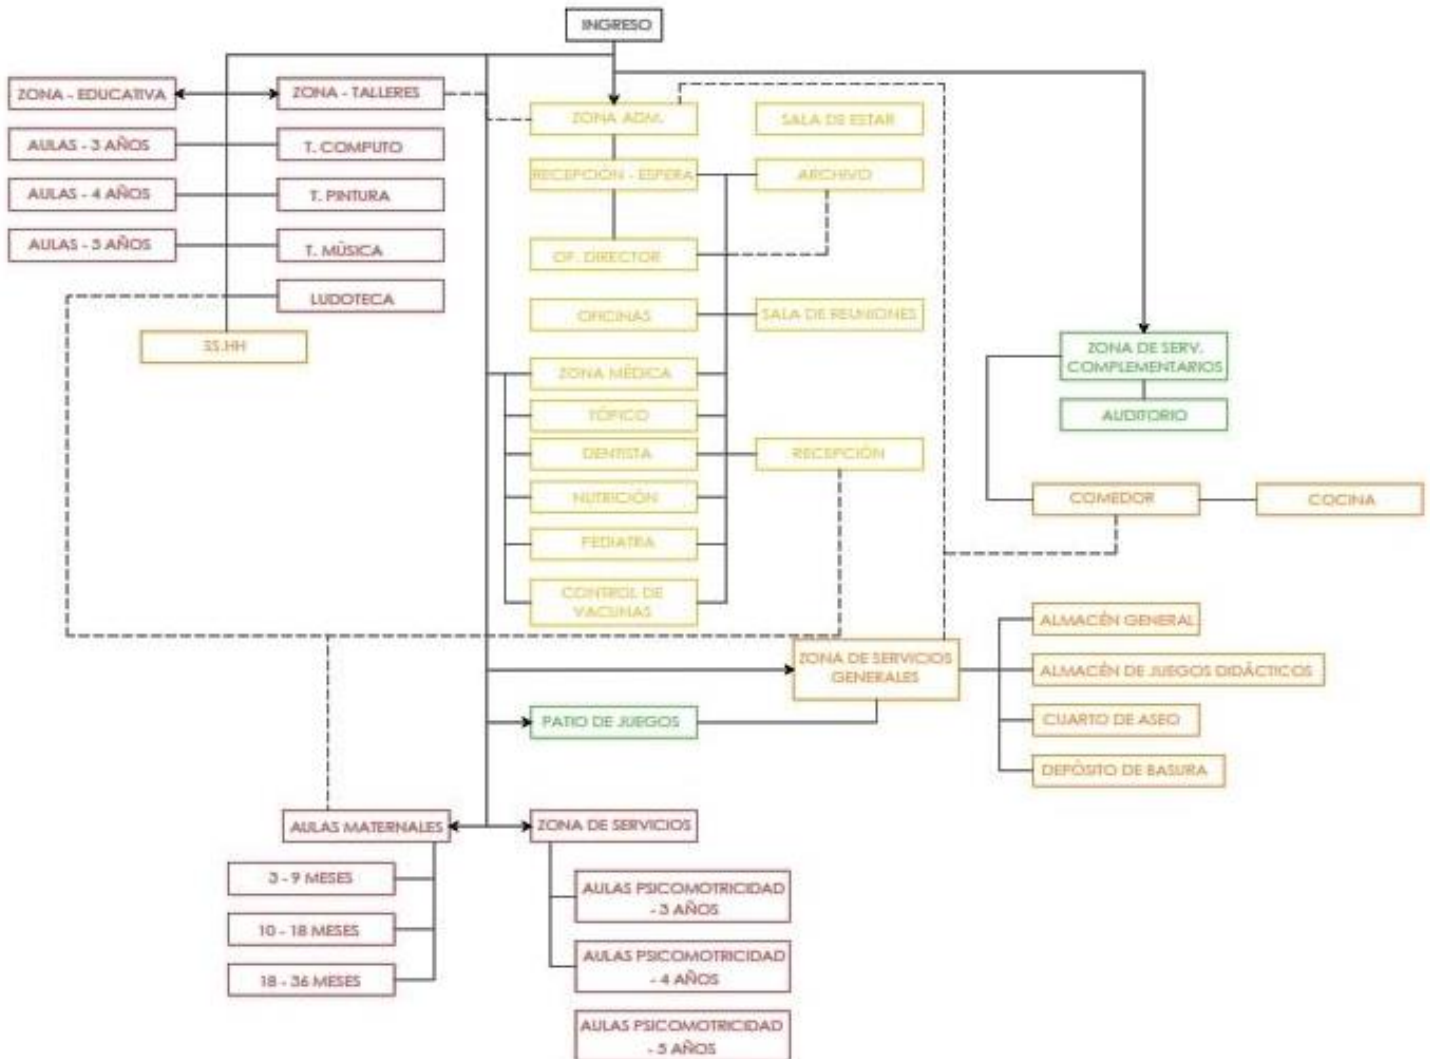 INGRESO
ZONA - EDUCATIVA
ZONA - TALLERES
AULAS - 3 AÑOS
T. COMPUTO
AULAS - 4 AÑOS
T. PINTURA
AULAS - 5 AÑOS
T. MÚSICA
LUDOTECA
SS.HH
ZONA ADM.
SALA DE ESTAR
RECEPCIÓN - ESPERA
ARCHIVO
OF. DIRECTOR
OFICINAS
SALA DE REUNIONES
ZONA MÉDICA
TÓPICO
DENTISTA
RECEPCIÓN
NUTRICIÓN
PEDIATRA
CONTROL DE
VACUNAS
ZONA DE SERV.
COMPLEMENTARIOS
AUDITORIO
COMEDOR
COCINA
ZONA DE SERVICIOS
GENERALES
ALMACÉN GENERAL
ALMACÉN DE JUEGOS DIDÁCTICOS
CUARTO DE ASEO
DEPÓSITO DE BASURA
PATIO DE JUEGOS
AULAS MATERNALES
ZONA DE SERVICIOS
3 - 9 MESES
10 - 18 MESES
18 - 36 MESES
AULAS PSICOMOTRICIDAD
- 3 AÑOS
AULAS PSICOMOTRICIDAD
- 4 AÑOS
AULAS PSICOMOTRICIDAD
- 5 AÑOS